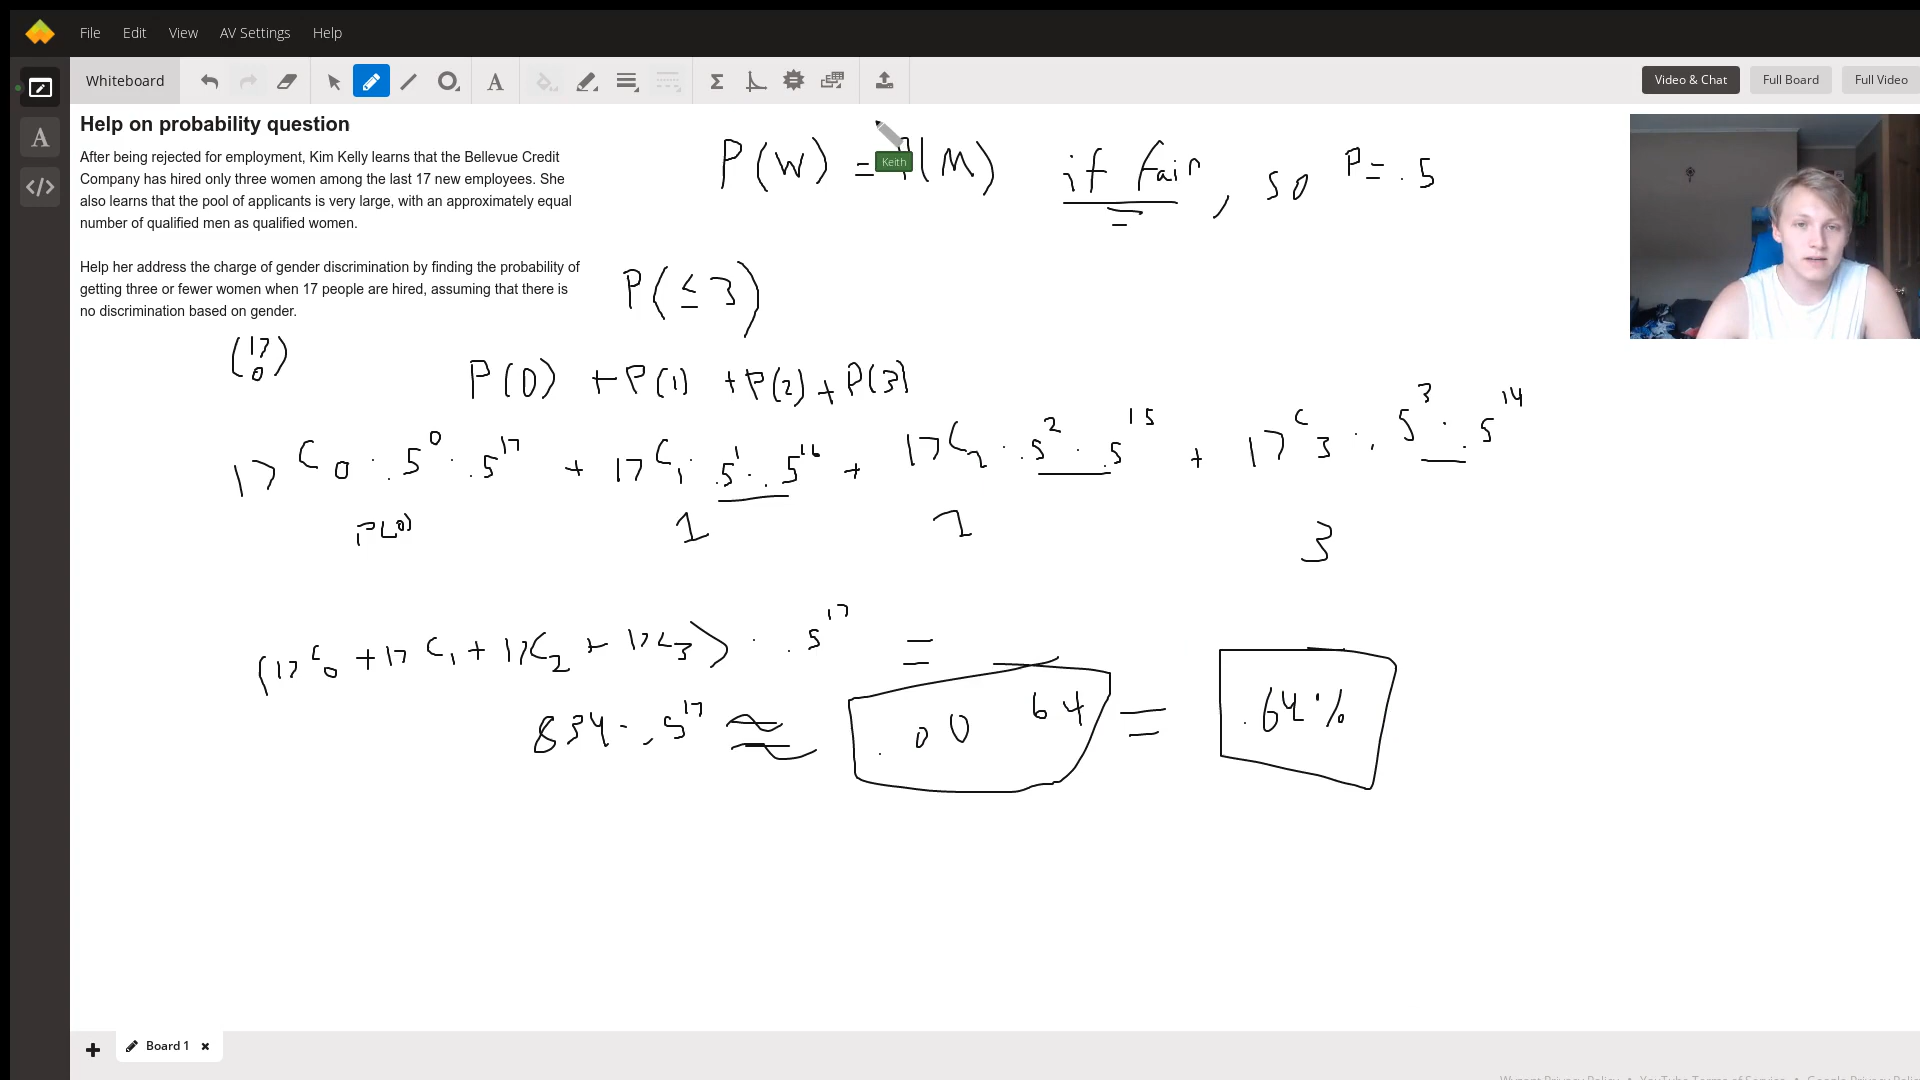 File Edit View AV Settings Help
Whiteboard
Video & Chat Full Board Full Video
Help on probability question
After being rejected for employment, Kim Kelly learns that the Bellevue Credit
Company has hired only three women among the last 17 new employees. She
also learns that the pool of applicants is very large, with an approximately equal
number of qualified men as qualified women.
Help her address the charge of gender discrimination by finding the probability of
getting three or fewer women when 17 people are hired, assuming that there is
no discrimination based on gender.
P(W) = P(M) if fair, so P = .5
Keith
P(≤3)
(17 0)
P(0) + P(1) + P(2) + P(3)
17C0 · .5^0 · .5^17 + 17C1 · .5^1 · .5^16 + 17C2 · .5^2 · .5^15 + 17C3 · .5^3 · .5^14
P(0) 1 2 3
(17C0 + 17C1 + 17C2 + 17C3) · .5^17 =
834 · .5^17 ≈ .0064 = .64%
Board 1